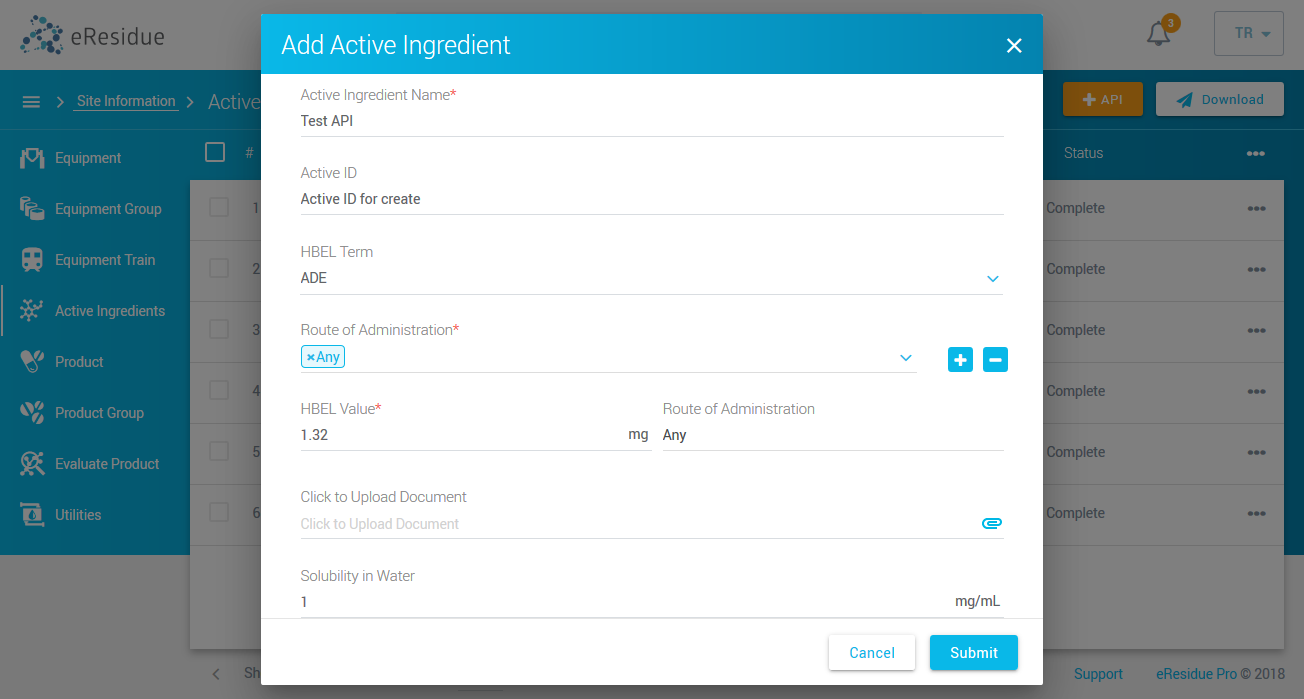 eResidue
3
TR
Site Information
Active
API
Download
Equipment
Equipment Group
Equipment Train
Active Ingredients
Product
Product Group
Evaluate Product
Utilities
#
Status
1
Complete
2
Complete
3
Complete
4
Complete
5
Complete
6
Complete
Add Active Ingredient
Active Ingredient Name*
Test API
Active ID
Active ID for create
HBEL Term
ADE
Route of Administration*
×Any
HBEL Value* Route of Administration
1.32 mg Any
Click to Upload Document
Click to Upload Document
Solubility in Water
1 mg/mL
Cancel Submit
Sh
Support eResidue Pro © 2018